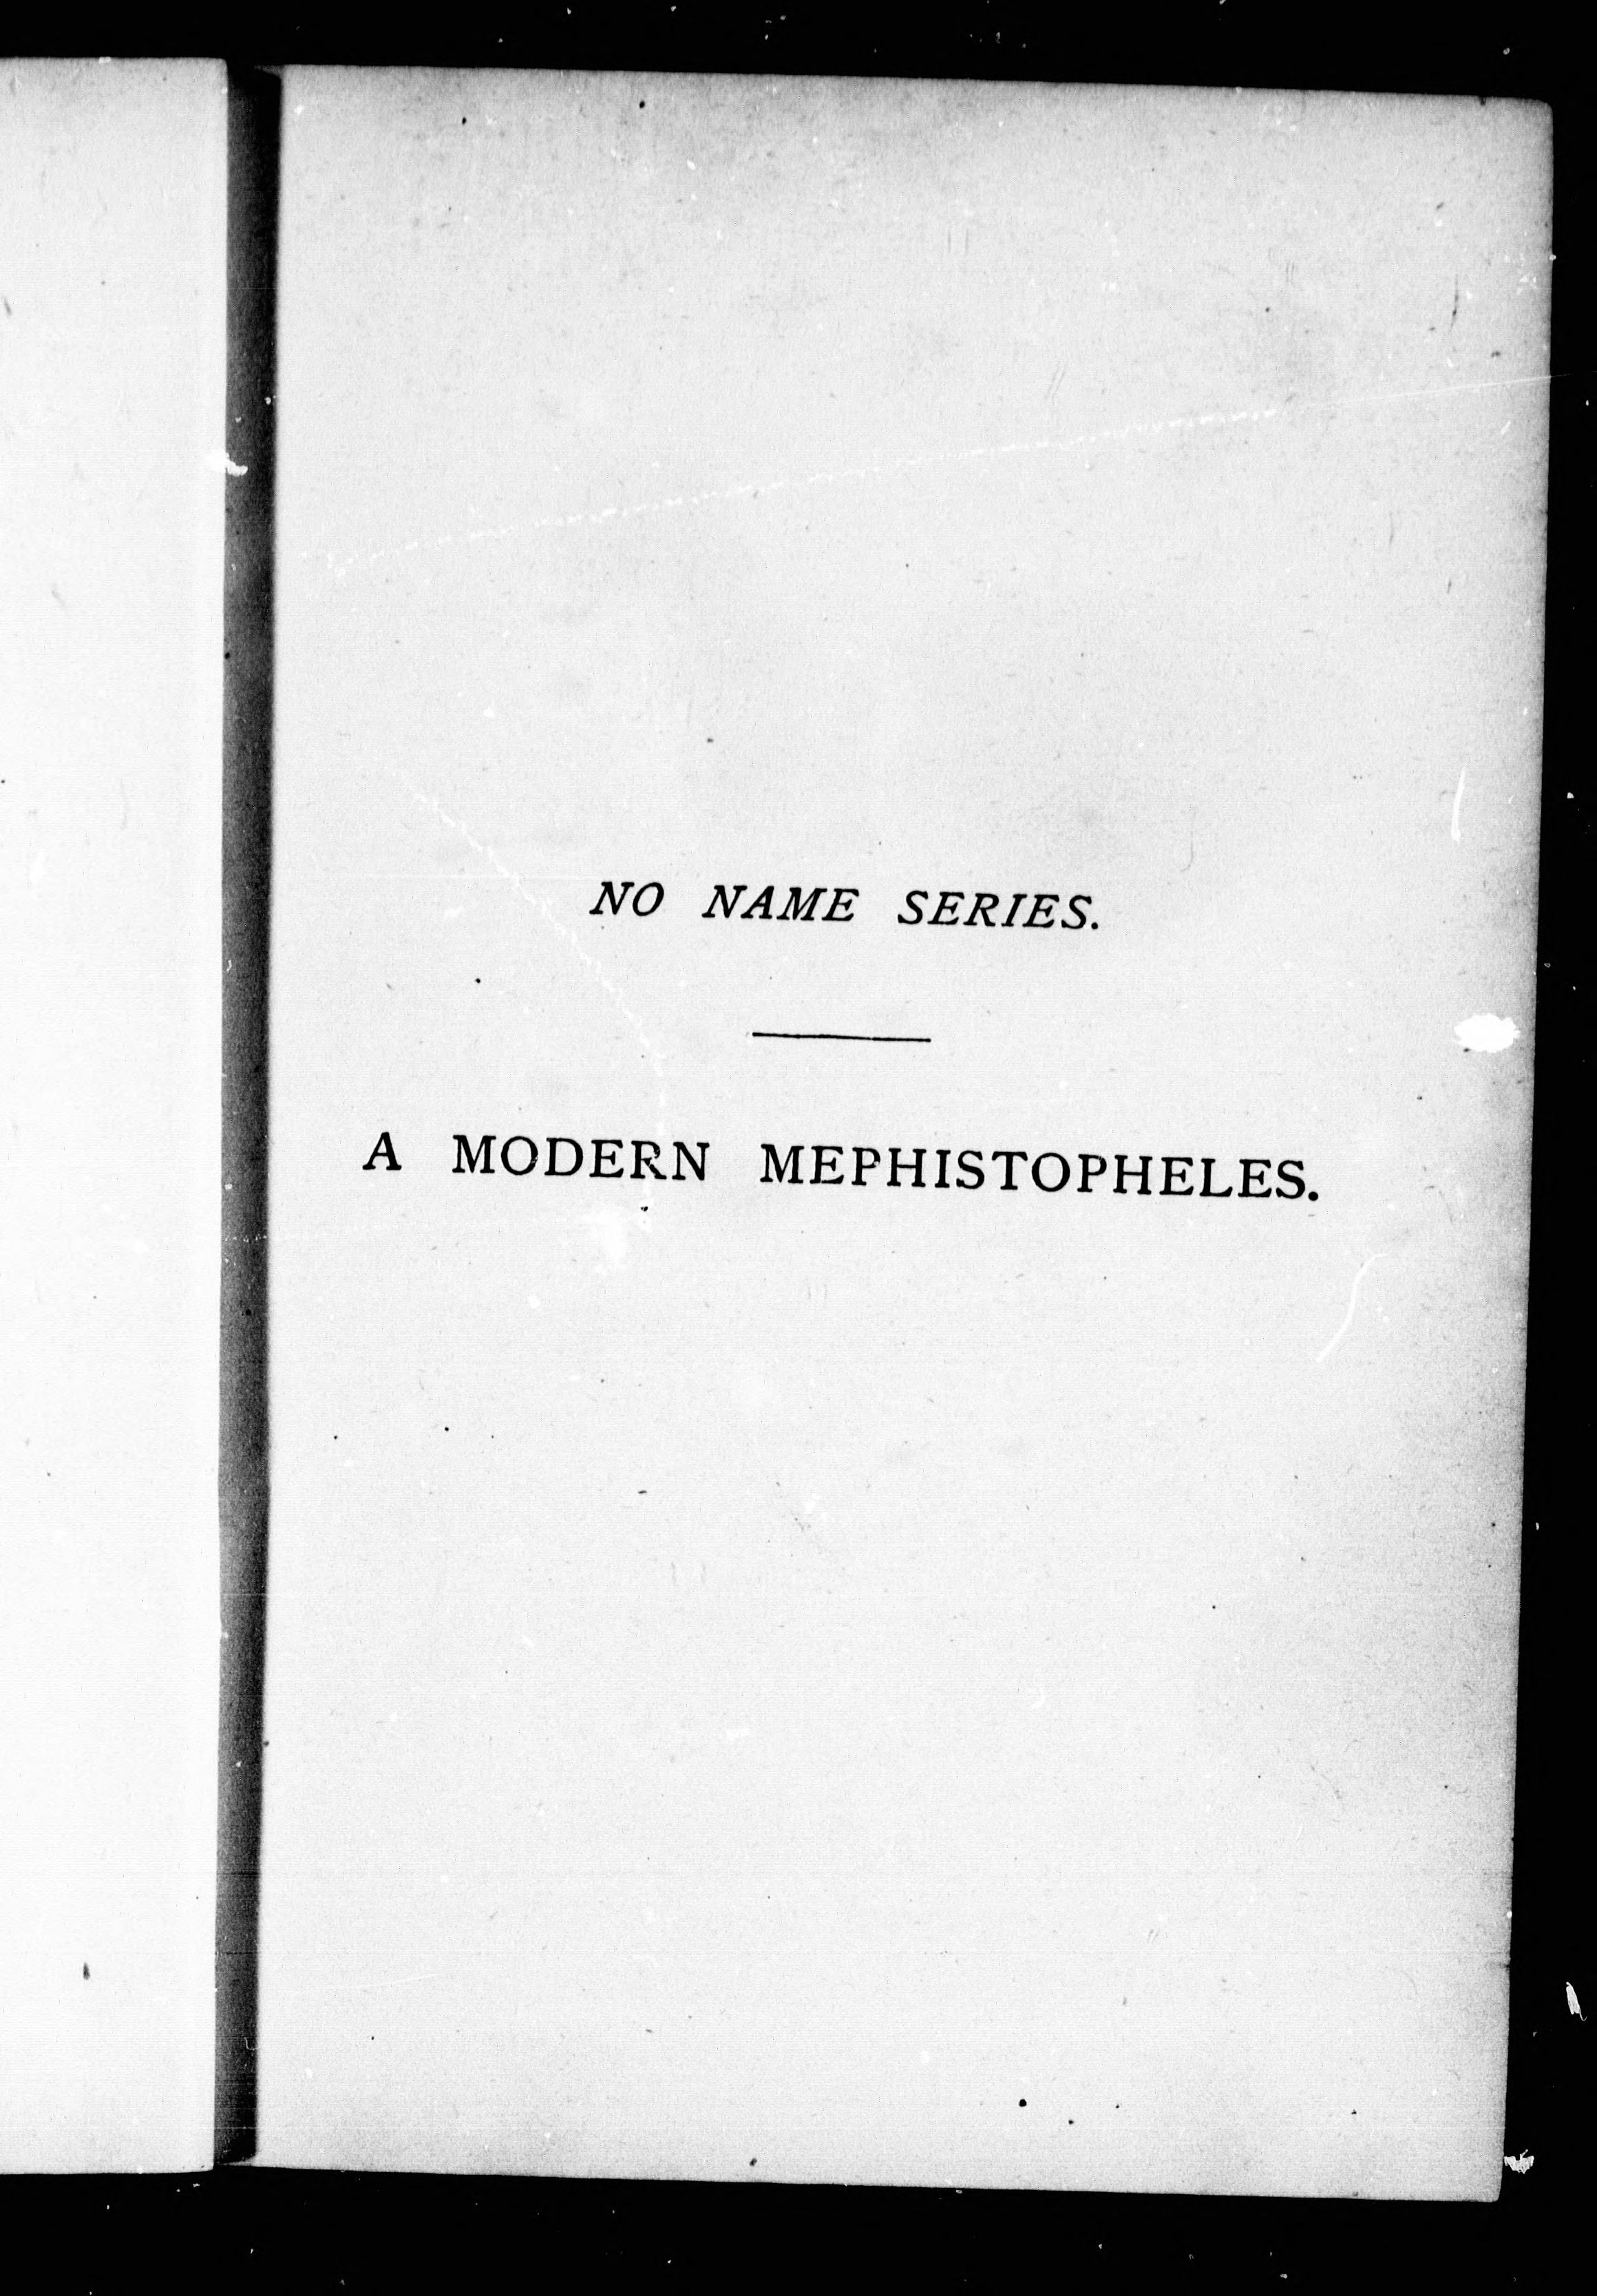 NO NAME SERIES.
A MODERN MEPHISTOPHELES.